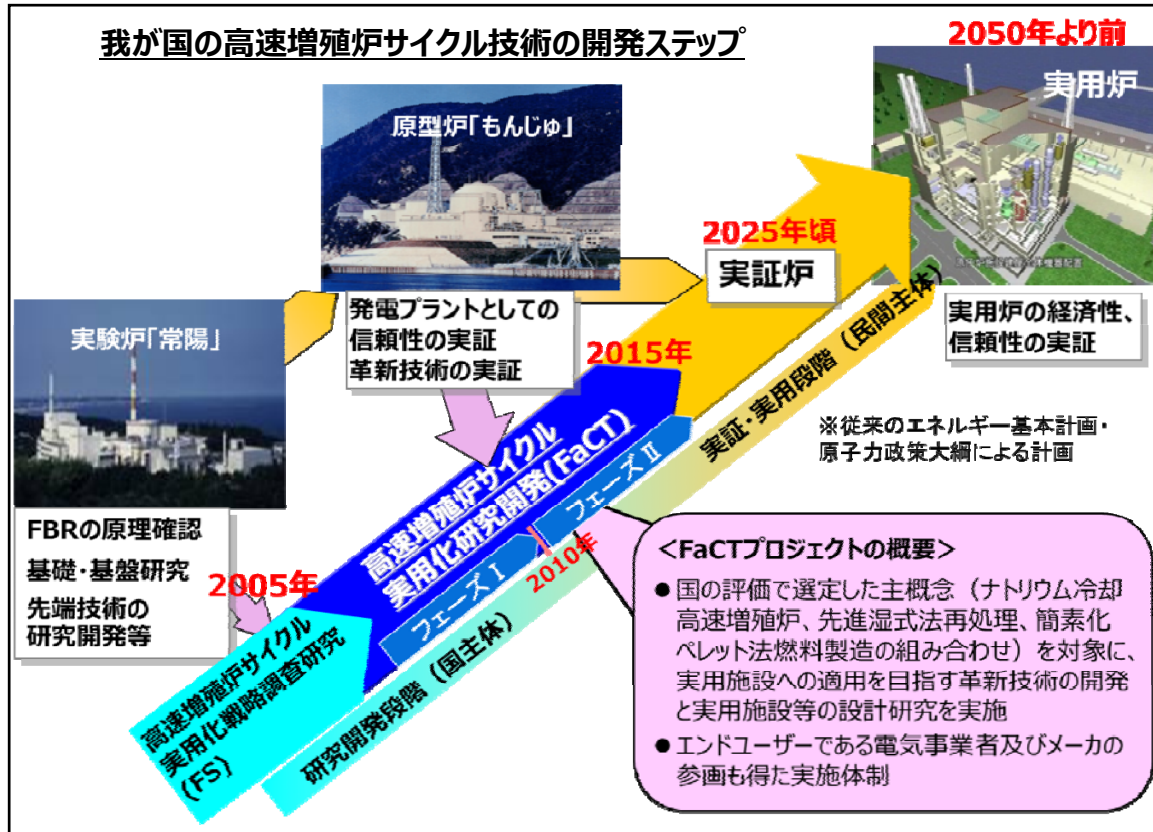 我が国の高速増殖炉サイクル技術の開発ステップ
2050年より前
実用炉
原型炉「もんじゅ」
2025年頃
実証炉
実験炉「常陽」
発電プラントとしての
信頼性の実証
革新技術の実証
実用炉の経済性、
信頼性の実証
2015年
※従来のエネルギー基本計画・
原子力政策大綱による計画
FBRの原理確認
基礎・基盤研究
先端技術の
研究開発等
2005年
高速増殖炉サイクル
実用化研究開発(FaCT)
フェーズⅠ
2010年
フェーズⅡ
実証・実用段階（民間主体）
高速増殖炉サイクル
実用化戦略調査研究
(FS)
研究開発段階（国主体）
＜FaCTプロジェクトの概要＞
●国の評価で選定した主概念（ナトリウム冷却
高速増殖炉、先進湿式法再処理、簡素化
ペレット法燃料製造の組み合わせ）を対象に、
実用施設への適用を目指す革新技術の開発
と実用施設等の設計研究を実施
●エンドユーザーである電気事業者及びメーカの
参画も得た実施体制